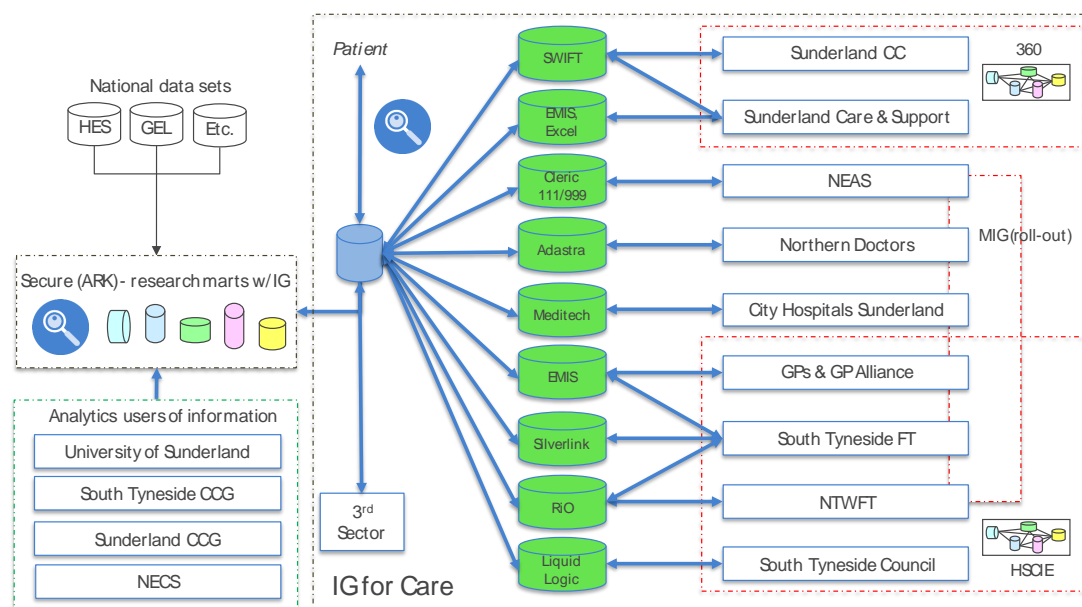 National data sets
HES
GEL
Etc.
Secure (ARK)- research marts w/ IG
Analytics users of information
University of Sunderland
South Tyneside CCG
Sunderland CCG
NECS
Patient
3rd
Sector
IG for Care
SWIFT
EMIS,
Excel
Cleric
111/999
Adastra
Meditech
EMIS
Silverlink
RiO
Liquid
Logic
Sunderland CC
Sunderland Care & Support
NEAS
Northern Doctors
City Hospitals Sunderland
GPs & GP Alliance
South Tyneside FT
NTWFT
South Tyneside Council
360
MIG(roll-out)
HSCIE